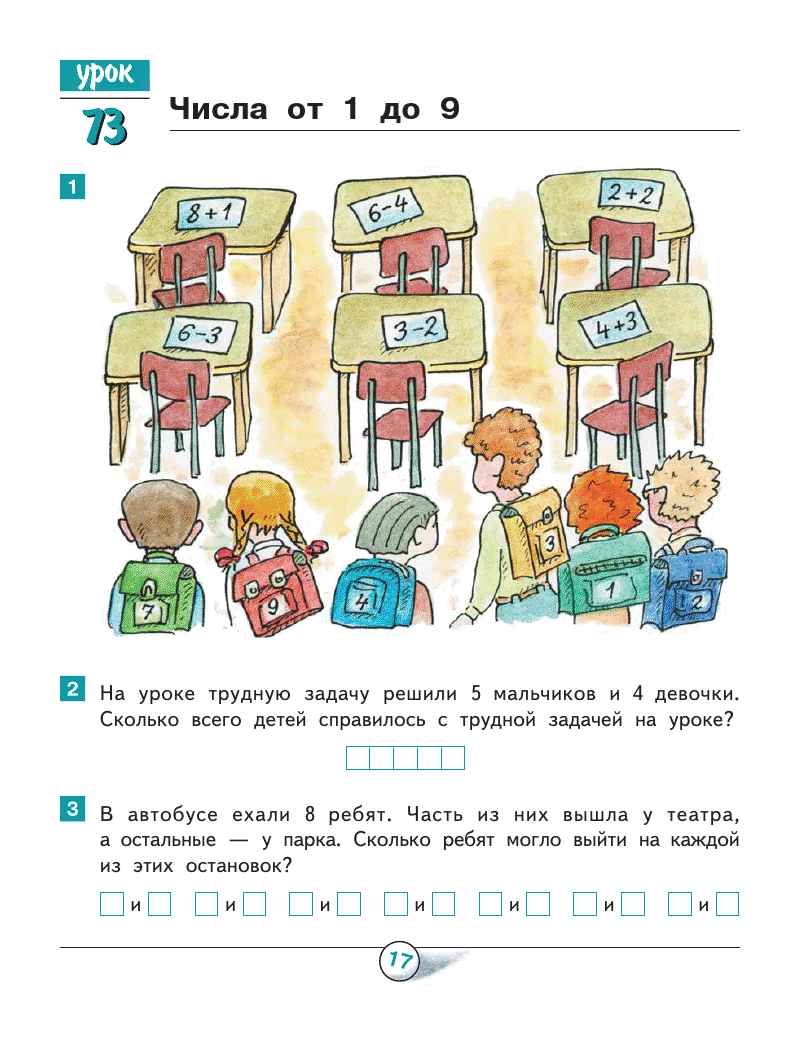 урок
73
Числа от 1 до 9
1
8+1
6−4
2+2
6−3
3−2
4+3
7
9
4
3
1
2
2
На уроке трудную задачу решили 5 мальчиков и 4 девочки.
Сколько всего детей справилось с трудной задачей на уроке?
3
В автобусе ехали 8 ребят. Часть из них вышла у театра,
а остальные — у парка. Сколько ребят могло выйти на каждой
из этих остановок?
и и и и и и и
17